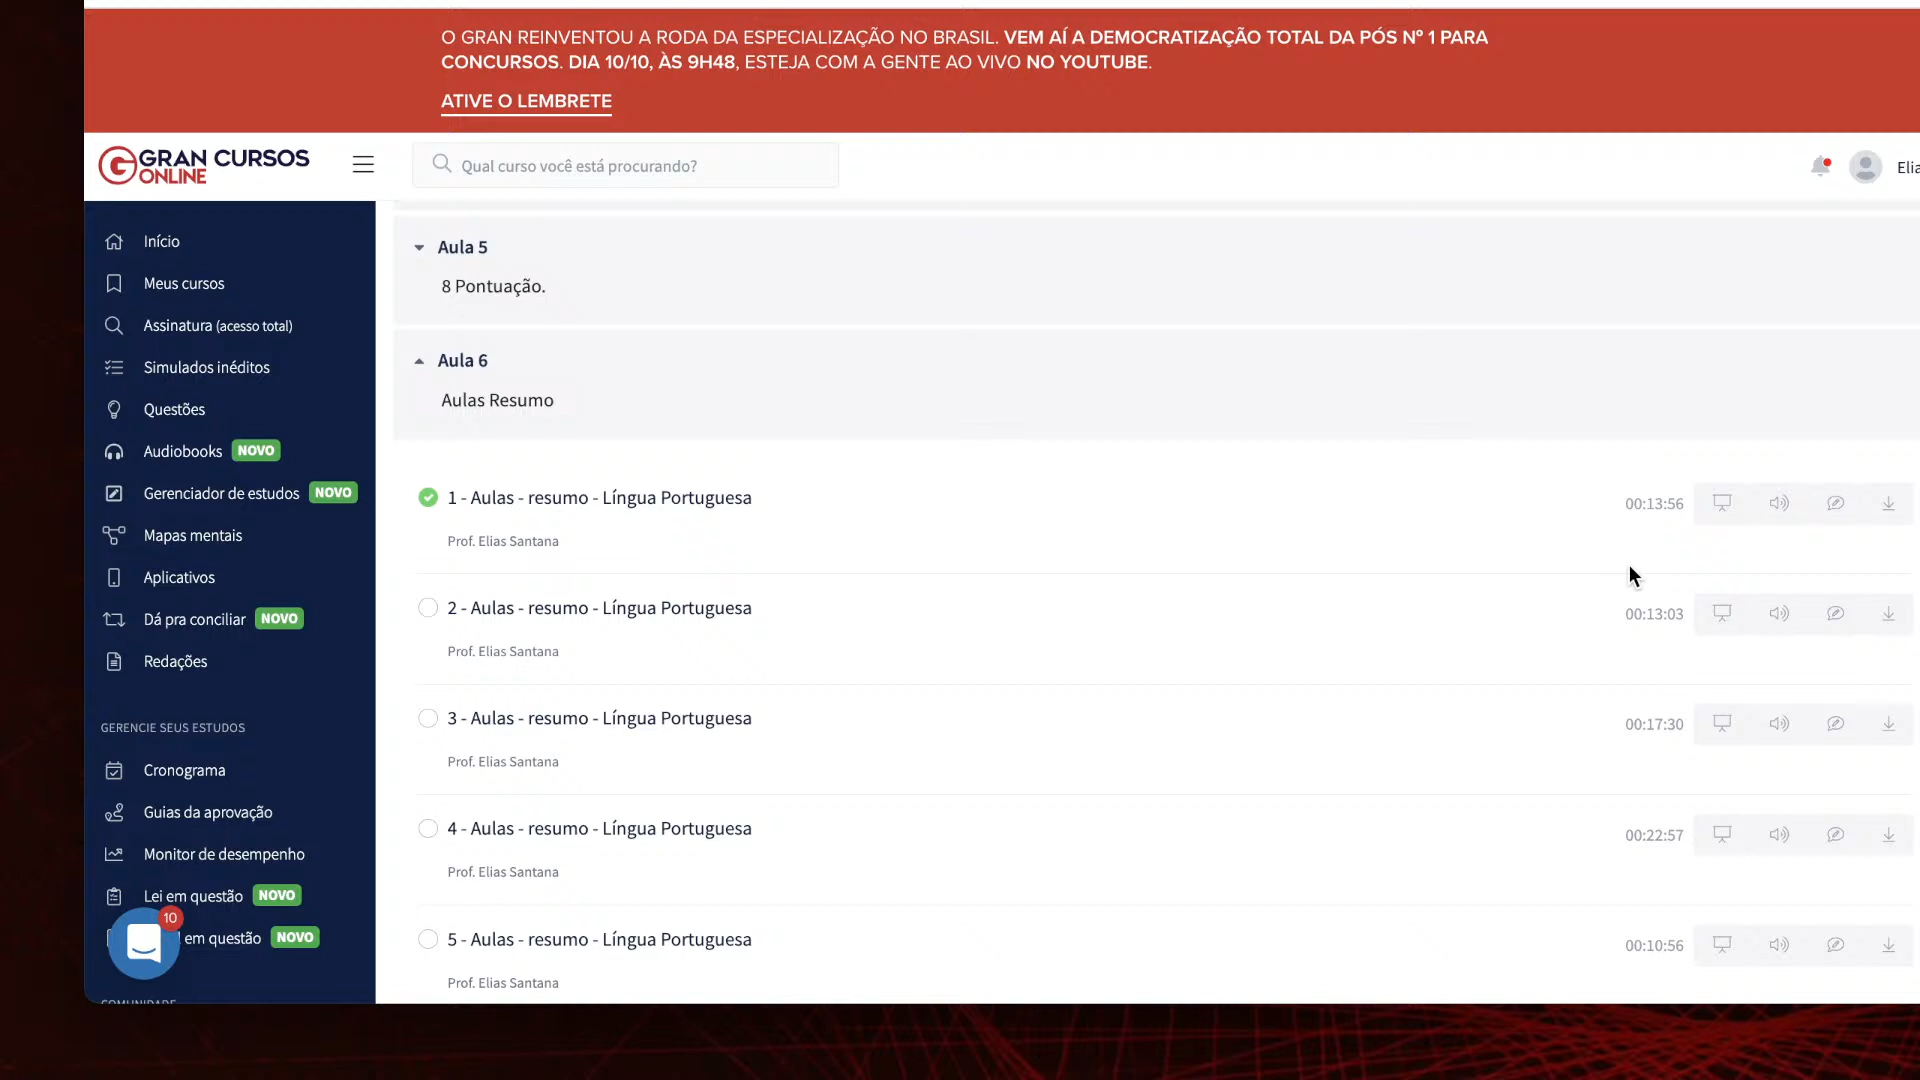 O GRAN REINVENTOU A RODA DA ESPECIALIZAÇÃO NO BRASIL. VEM AÍ A DEMOCRATIZAÇÃO TOTAL DA PÓS Nº 1 PARA
CONCURSOS. DIA 10/10, ÀS 9H48, ESTEJA COM A GENTE AO VIVO NO YOUTUBE.
ATIVE O LEMBRETE
GRAN CURSOS
ONLINE
Qual curso você está procurando?
Elia
Início
Meus cursos
Assinatura (acesso total)
Simulados inéditos
Questões
Audiobooks NOVO
Gerenciador de estudos NOVO
Mapas mentais
Aplicativos
Dá pra conciliar NOVO
Redações
GERENCIE SEUS ESTUDOS
Cronograma
Guias da aprovação
Monitor de desempenho
Lei em questão NOVO
em questão NOVO
10
COMUNIDADE
Aula 5
8 Pontuação.
Aula 6
Aulas Resumo
1 - Aulas - resumo - Língua Portuguesa
00:13:56
Prof. Elias Santana
2 - Aulas - resumo - Língua Portuguesa
00:13:03
Prof. Elias Santana
3 - Aulas - resumo - Língua Portuguesa
00:17:30
Prof. Elias Santana
4 - Aulas - resumo - Língua Portuguesa
00:22:57
Prof. Elias Santana
5 - Aulas - resumo - Língua Portuguesa
00:10:56
Prof. Elias Santana